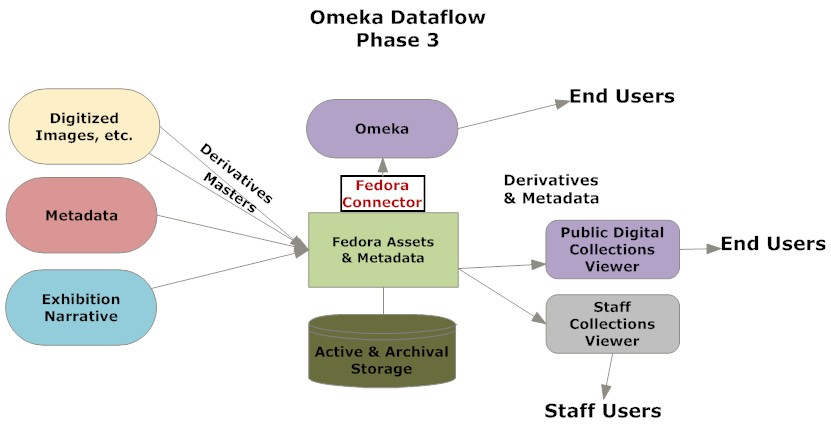 Omeka Dataflow
Phase 3
Digitized
Images, etc.
Metadata
Exhibition
Narrative
Derivatives
Masters
Omeka
End Users
Fedora
Connector
Fedora Assets
& Metadata
Active & Archival
Storage
Derivatives
& Metadata
Public Digital
Collections
Viewer
End Users
Staff
Collections
Viewer
Staff Users